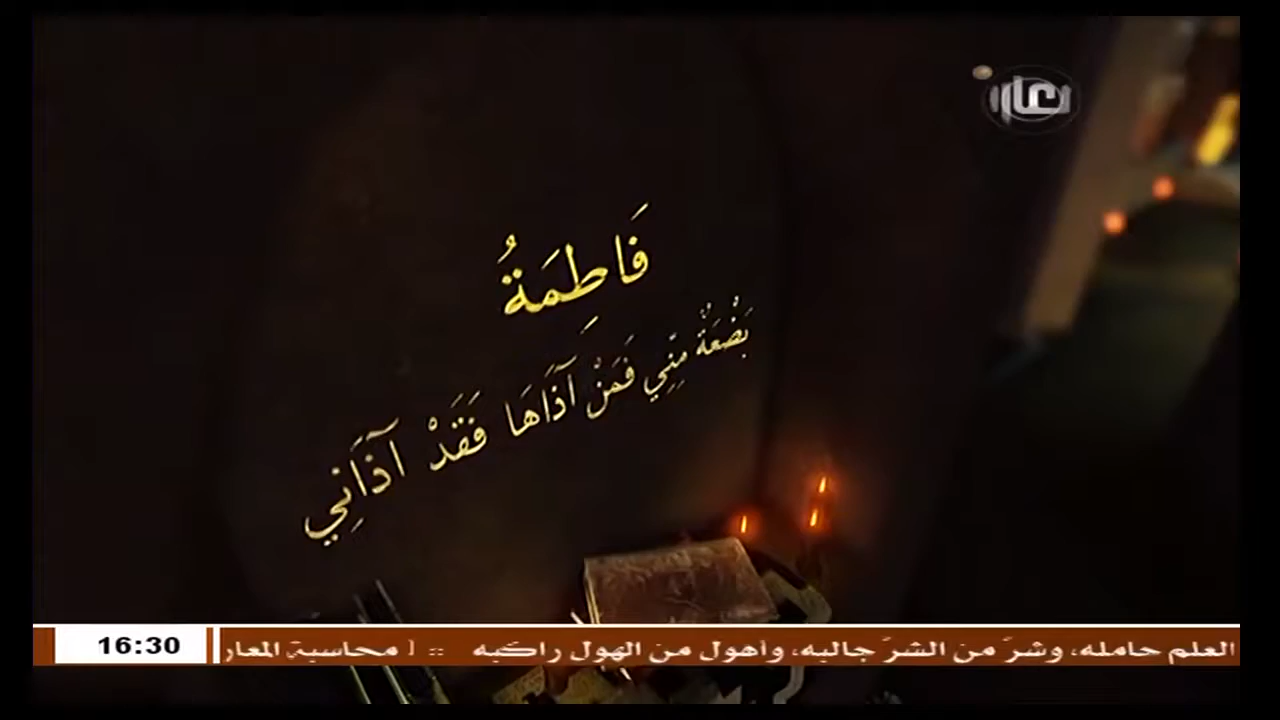 فَاطِمَةُ
بَضْعَةٌ مِّنِّي فَمَنْ آذَاهَا فَقَدْ آذَانِي
16:30
العلم حامله، وشرّ من الشرّ جالبه، وأهول من الهول راكبه :: [ محاسبة المعار